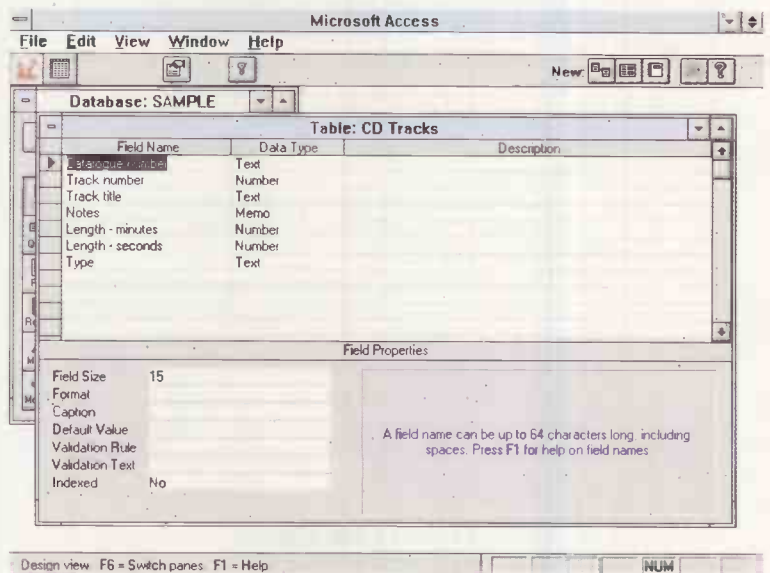 Microsoft Access
File Edit View Window Help
New:
Database: SAMPLE
Table: CD Tracks
Field Name Data Type Description
Catalogue number Text
Track number Number
Track title Text
Notes Memo
Length - minutes Number
Length - seconds Number
Type Text
Field Properties
Field Size 15
Format
Caption
Default Value
Validation Rule
Validation Text
Indexed No
A field name can be up to 64 characters long, including
spaces. Press F1 for help on field names
Design view. F6 = Switch panes. F1 = Help NUM